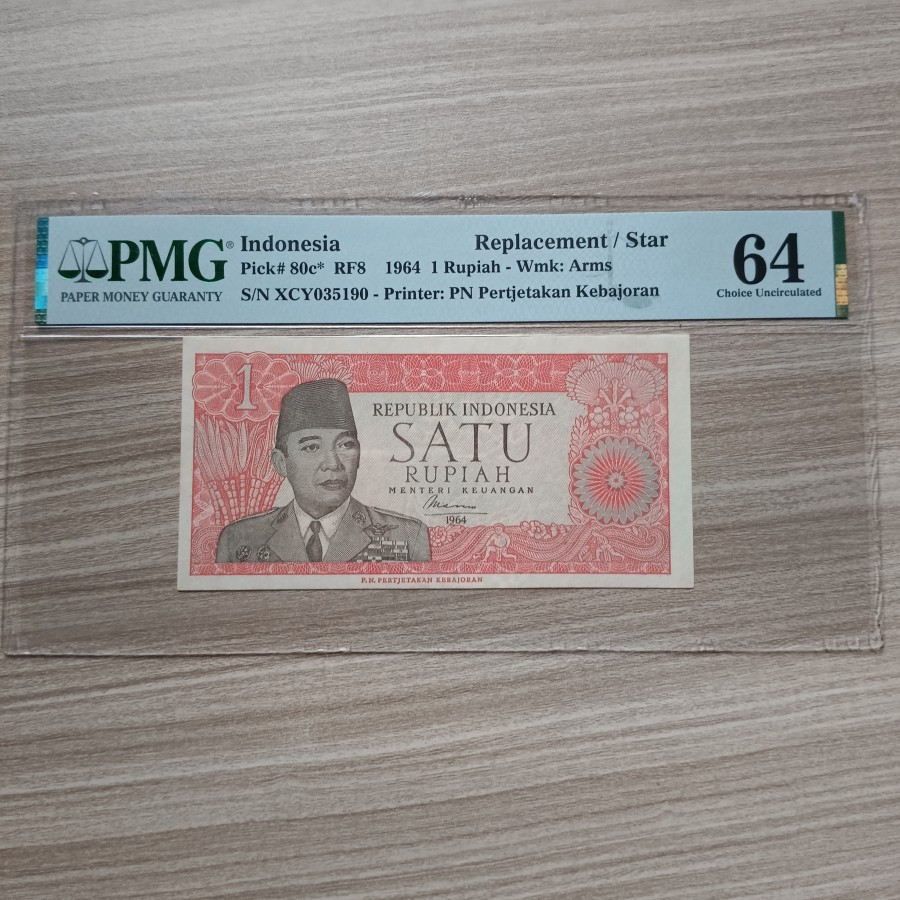 PMG®
PAPER MONEY GUARANTY
Indonesia Replacement / Star
Pick# 80c* RF8 1964 1 Rupiah - Wmk: Arms
S/N XCY035190 - Printer: PN Pertjetakan Kebajoran
64
Choice Uncirculated
1
REPUBLIK INDONESIA
SATU
RUPIAH
MENTERI KEUANGAN
1964
1
P.N. PERTJETAKAN KEBAJORAN